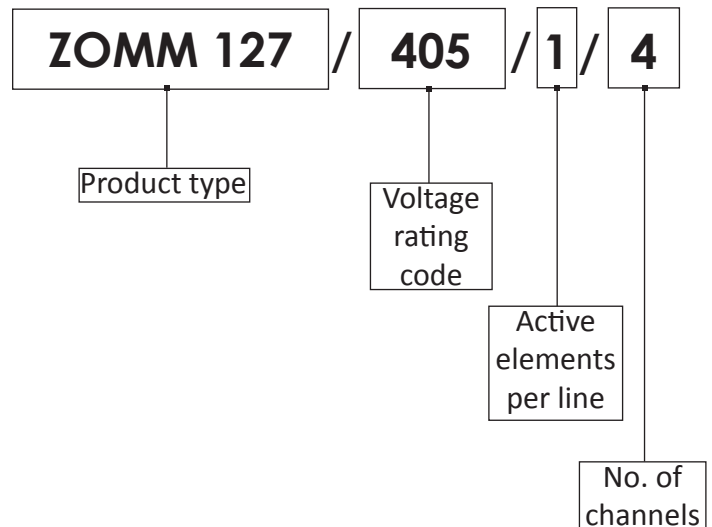 ZOMM 127 / 405 / 1 / 4
Product type
Voltage
rating
code
Active
elements
per line
No. of
channels